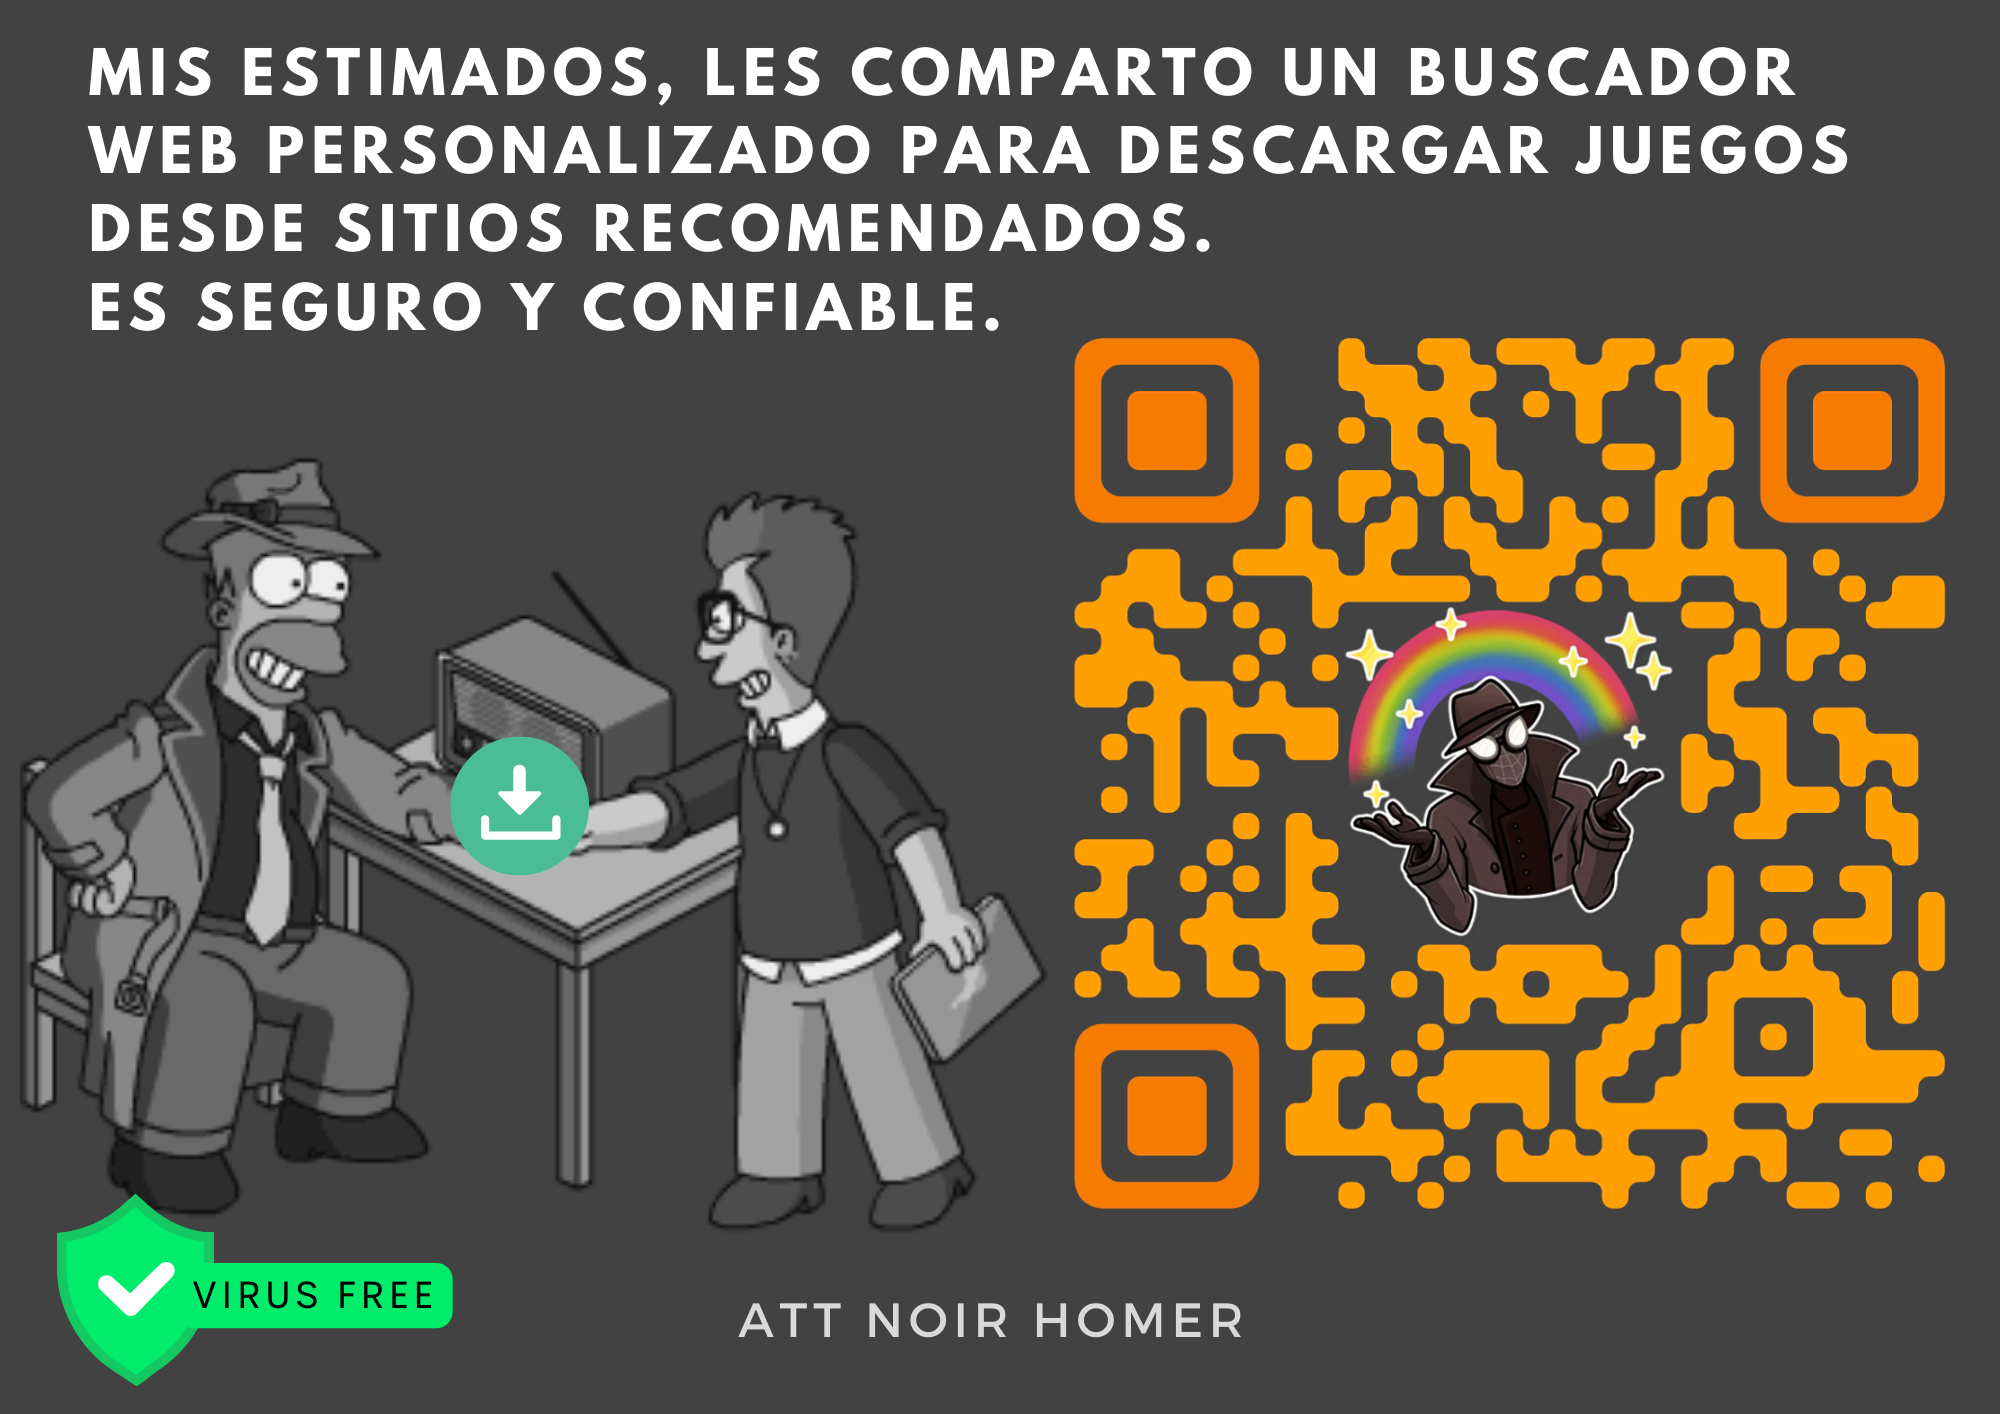 MIS ESTIMADOS, LES COMPARTO UN BUSCADOR
WEB PERSONALIZADO PARA DESCARGAR JUEGOS
DESDE SITIOS RECOMENDADOS.
ES SEGURO Y CONFIABLE.
VIRUS FREE
ATT NOIR HOMER